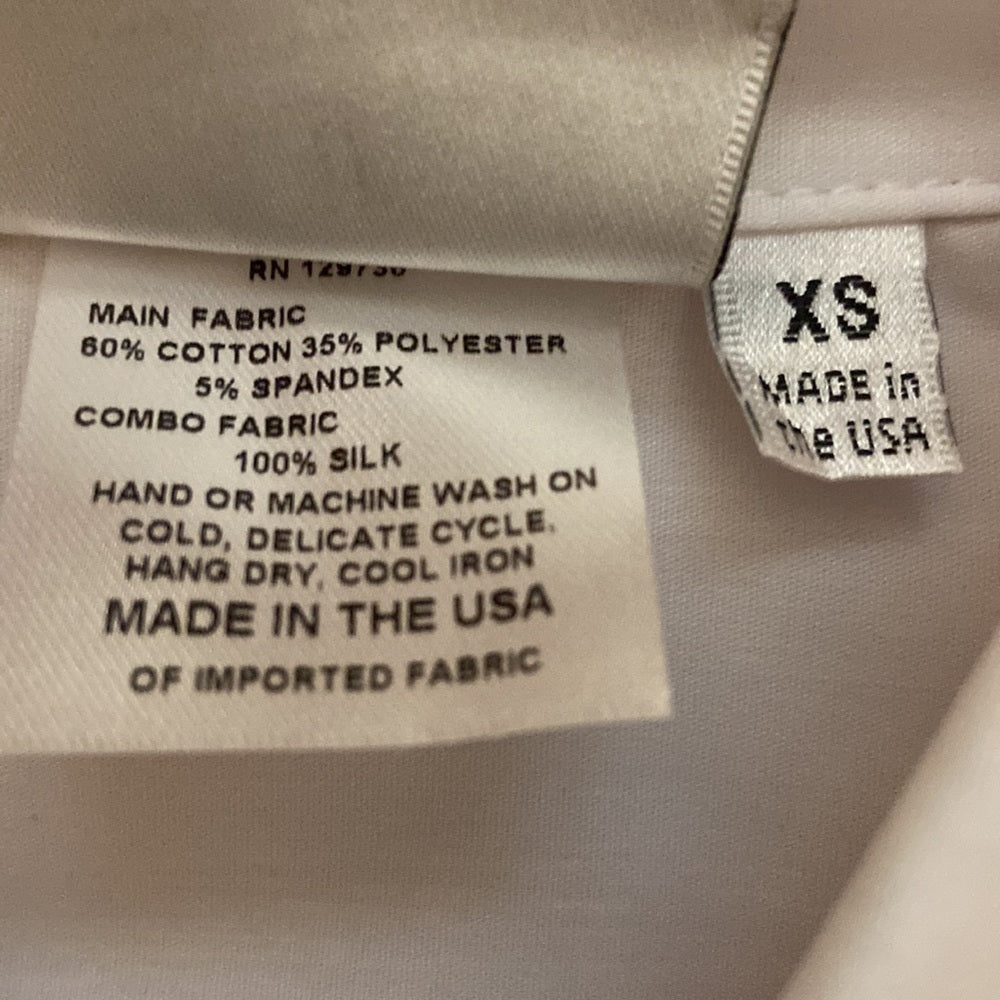 RN
MAIN FABRIC
60% COTTON 35% POLYESTER
5% SPANDEX
COMBO FABRIC
100% SILK
HAND OR MACHINE WASH ON
COLD, DELICATE CYCLE.
HANG DRY, COOL IRON
MADE IN THE USA
OF IMPORTED FABRIC
XS
MADE in
the USA